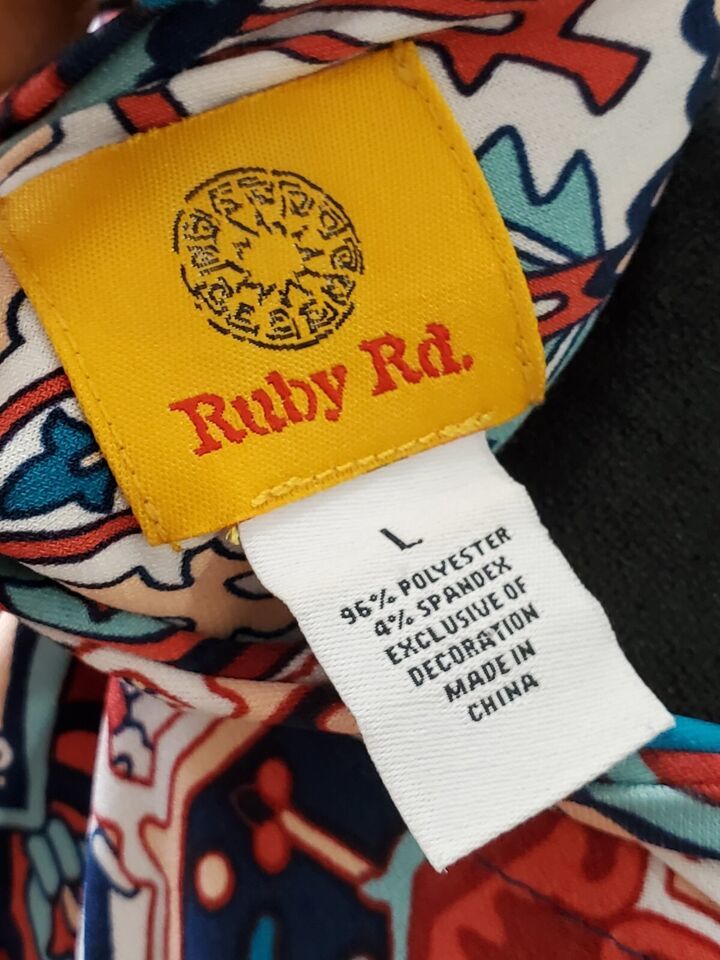 Ruby Rd.
L
96% POLYESTER
4% SPANDEX
EXCLUSIVE OF
DECORATION
MADE IN
CHINA